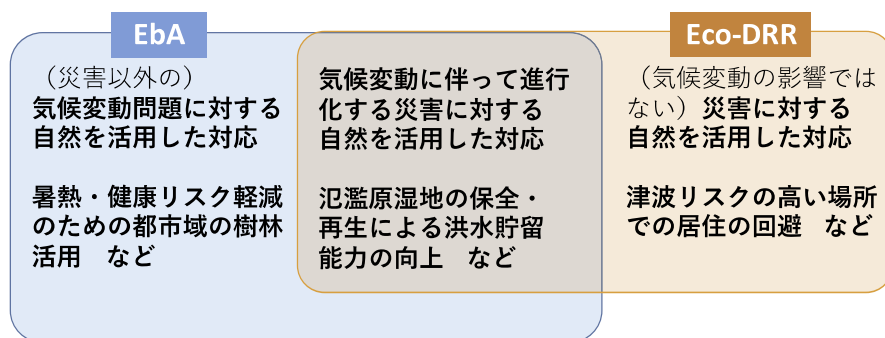 EbA
（災害以外の）
気候変動問題に対する
自然を活用した対応
暑熱・健康リスク軽減
のための都市域の樹林
活用　など
気候変動に伴って進行
化する災害に対する
自然を活用した対応
氾濫原湿地の保全・
再生による洪水貯留
能力の向上　など
Eco-DRR
（気候変動の影響では
ない）災害に対する
自然を活用した対応
津波リスクの高い場所
での居住の回避　など